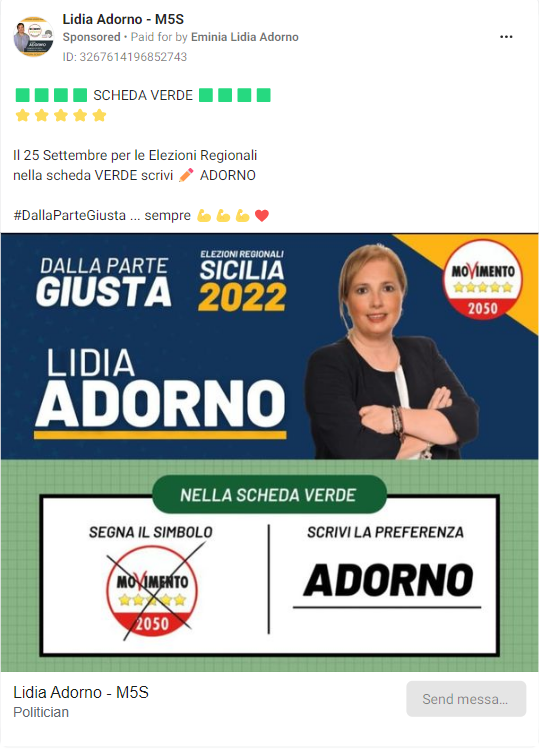 Lidia Adorno - M5S
Sponsored • Paid for by Eminia Lidia Adorno
ID: 3267614196852743
SCHEDA VERDE
Il 25 Settembre per le Elezioni Regionali
nella scheda VERDE scrivi ✏️ ADORNO
#DallaParteGiusta ... sempre 💪💪💪❤️
DALLA PARTE
GIUSTA
ELEZIONI REGIONALI
SICILIA
2022
MOVIMENTO
2050
LIDIA
ADORNO
NELLA SCHEDA VERDE
SEGNA IL SIMBOLO
MOVIMENTO
2050
SCRIVI LA PREFERENZA
ADORNO
Lidia Adorno - M5S
Politician
Send messa...